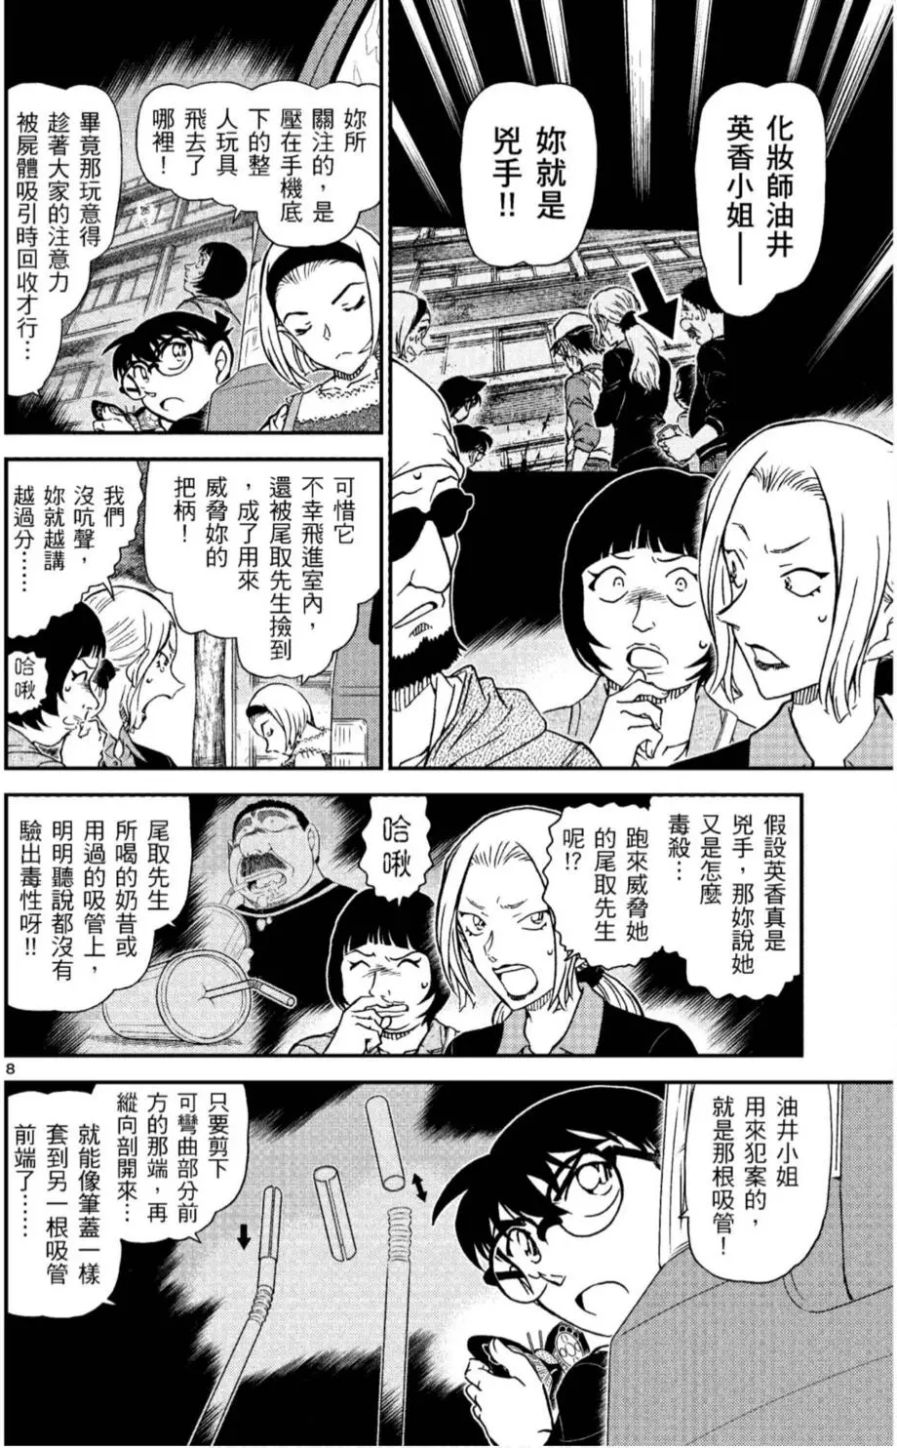 化妝師油井
英香小姐——
妳就是
兇手!!
妳所
關注的，是
壓在手機底
下的整
人玩具
飛去了
哪裡！
畢竟那玩意得
趁著大家的注意力
被屍體吸引時回收才行…
可惜它
不幸飛進室內，
還被尾取先生撿到
，成了用來
威脅妳的
把柄！
我們
沒吭聲，
妳就越講
越過分……
哈
啾
假設英香真是
兇手，那妳說她
又是怎麼
毒殺…
跑來威脅她
的尾取先生
呢!?
哈
啾
尾取先生
所喝的奶昔或
用過的吸管上，
明明聽說都沒有
驗出毒性呀!!
8
油井小姐
用來犯案的，
就是那根吸管！
只要剪下
可彎曲部分前
方的那端，再
縱向剖開來…
就能像筆蓋一樣
套到另一根吸管
前端了……